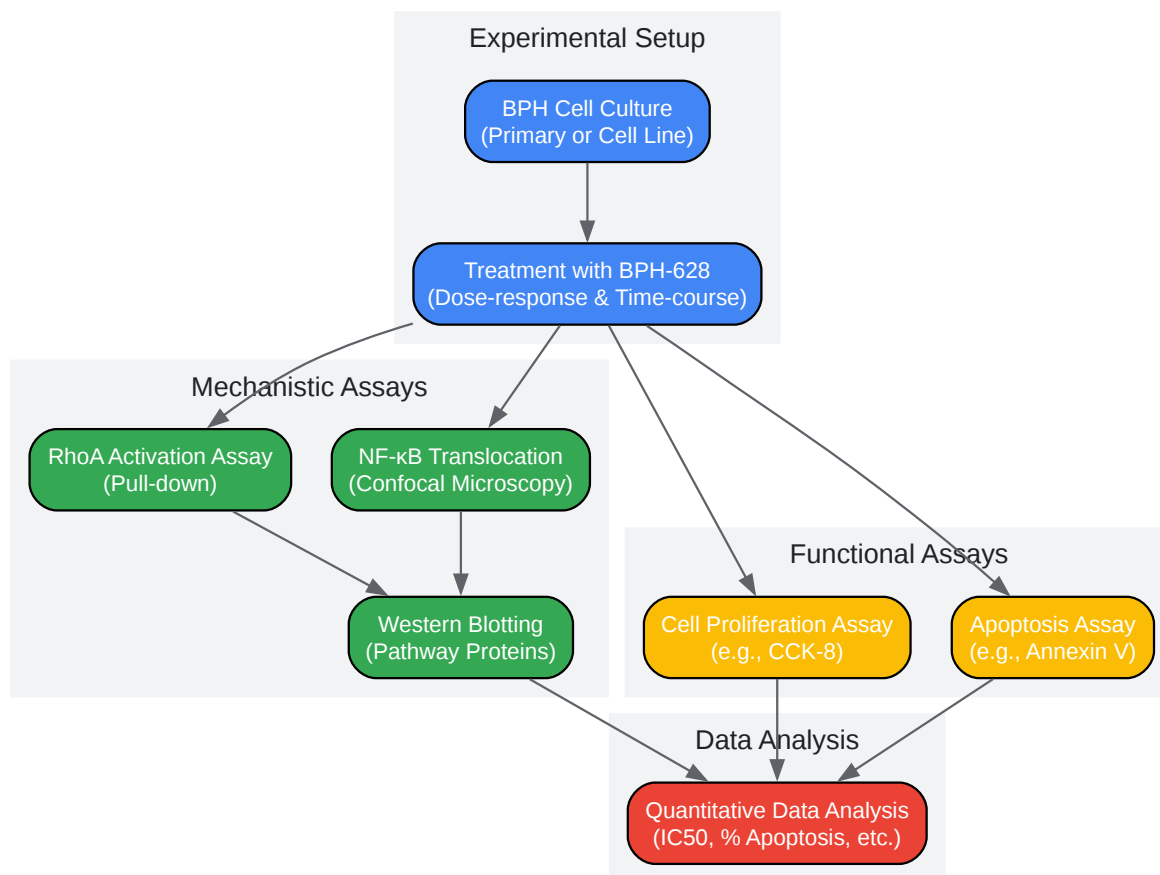 Experimental Setup
BPH Cell Culture
(Primary or Cell Line)
Treatment with BPH-628
(Dose-response & Time-course)
Mechanistic Assays
RhoA Activation Assay
(Pull-down)
NF-κB Translocation
(Confocal Microscopy)
Western Blotting
(Pathway Proteins)
Functional Assays
Cell Proliferation Assay
(e.g., CCK-8)
Apoptosis Assay
(e.g., Annexin V)
Data Analysis
Quantitative Data Analysis
(IC50, % Apoptosis, etc.)